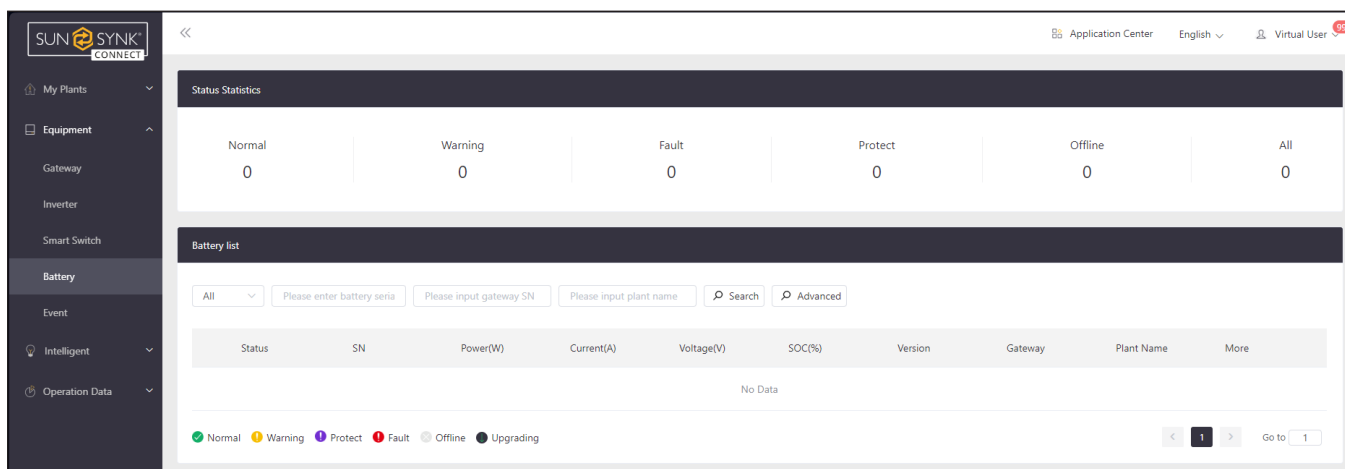 SUN SYNK®
CONNECT
Application Center English Virtual User 99
My Plants
Equipment
Gateway
Inverter
Smart Switch
Battery
Event
Intelligent
Operation Data
Status Statistics
Normal Warning Fault Protect Offline All
0 0 0 0 0 0
Battery list
All Please enter battery seria Please input gateway SN Please input plant name Search Advanced
Status SN Power(W) Current(A) Voltage(V) SOC(%) Version Gateway Plant Name More
No Data
Normal Warning Protect Fault Offline Upgrading
< 1 > Go to 1